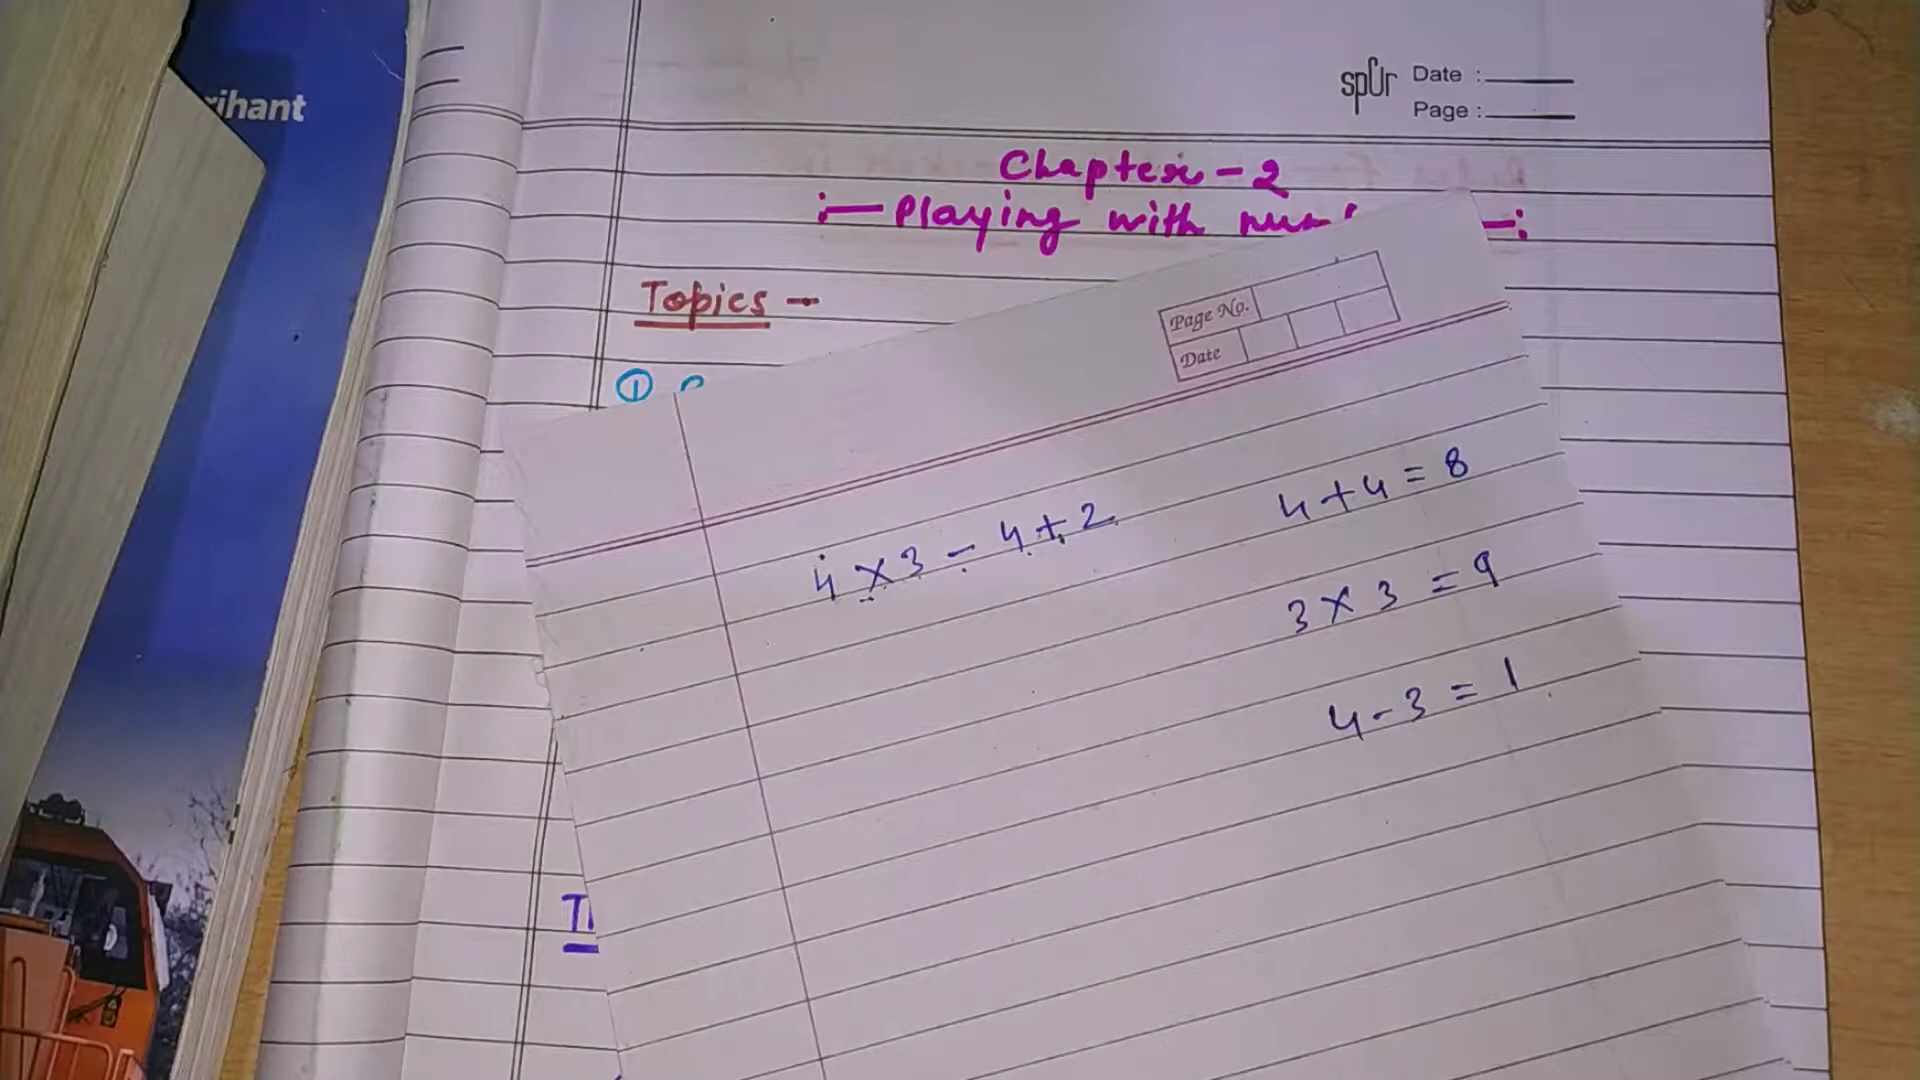 rihant
spür Date :
Page :
Chapter - 2
:— Playing with —:
Topics -
Page No.
Date
①
4 × 3 - 4 + 2
4 + 4 = 8
3 × 3 = 9
4 - 3 = 1